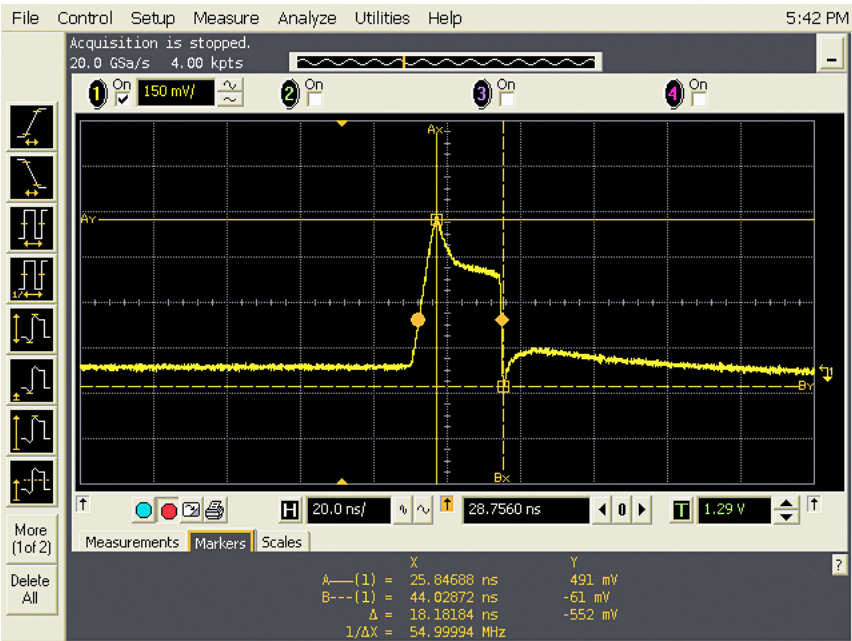 File Control Setup Measure Analyze Utilities Help 5:42 PM
Acquisition is stopped.
20.0 GSa/s 4.00 kpts
1 On 150 mV/ 2 On 3 On 4 On
Ax
Ay
1
By
Bx
H 20.0 ns/ 28.7560 ns 0 T 1.29 V
More
(1of 2)
Delete
All
Measurements Markers Scales
?
X Y
A——(1) = 25.84688 ns 491 mV
B---(1) = 44.02872 ns -61 mV
Δ = 18.18184 ns -552 mV
1/ΔX = 54.99994 MHz